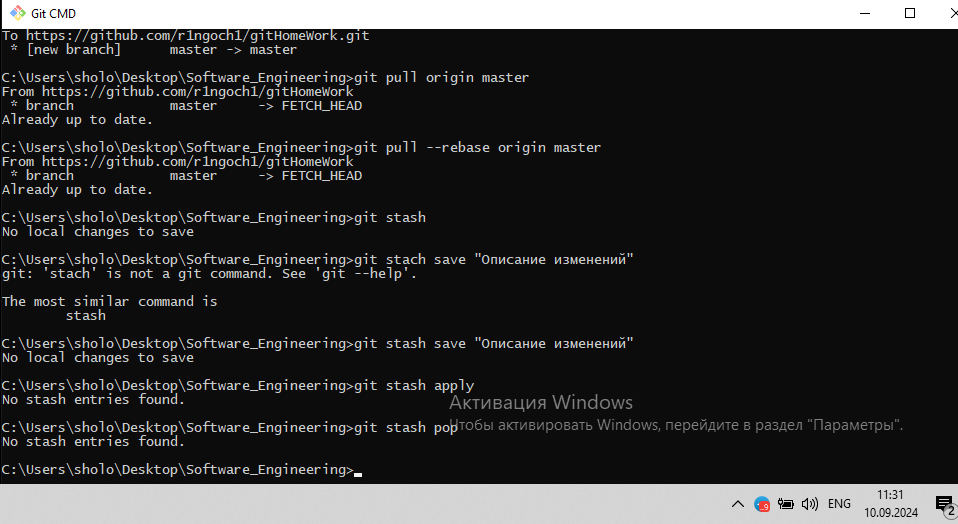 Git CMD
To https://github.com/r1ngoch1/gitHomeWork.git
 * [new branch]      master -> master
C:\Users\sholo\Desktop\Software_Engineering>git pull origin master
From https://github.com/r1ngoch1/gitHomeWork
 * branch            master     -> FETCH_HEAD
Already up to date.
C:\Users\sholo\Desktop\Software_Engineering>git pull --rebase origin master
From https://github.com/r1ngoch1/gitHomeWork
 * branch            master     -> FETCH_HEAD
Already up to date.
C:\Users\sholo\Desktop\Software_Engineering>git stash
No local changes to save
C:\Users\sholo\Desktop\Software_Engineering>git stach save "Описание изменений"
git: 'stach' is not a git command. See 'git --help'.
The most similar command is
        stash
C:\Users\sholo\Desktop\Software_Engineering>git stash save "Описание изменений"
No local changes to save
C:\Users\sholo\Desktop\Software_Engineering>git stash apply
No stash entries found.
Активация Windows
C:\Users\sholo\Desktop\Software_Engineering>git stash pop
Чтобы активировать Windows, перейдите в раздел "Параметры".
No stash entries found.
C:\Users\sholo\Desktop\Software_Engineering>
ENG
11:31
10.09.2024
2